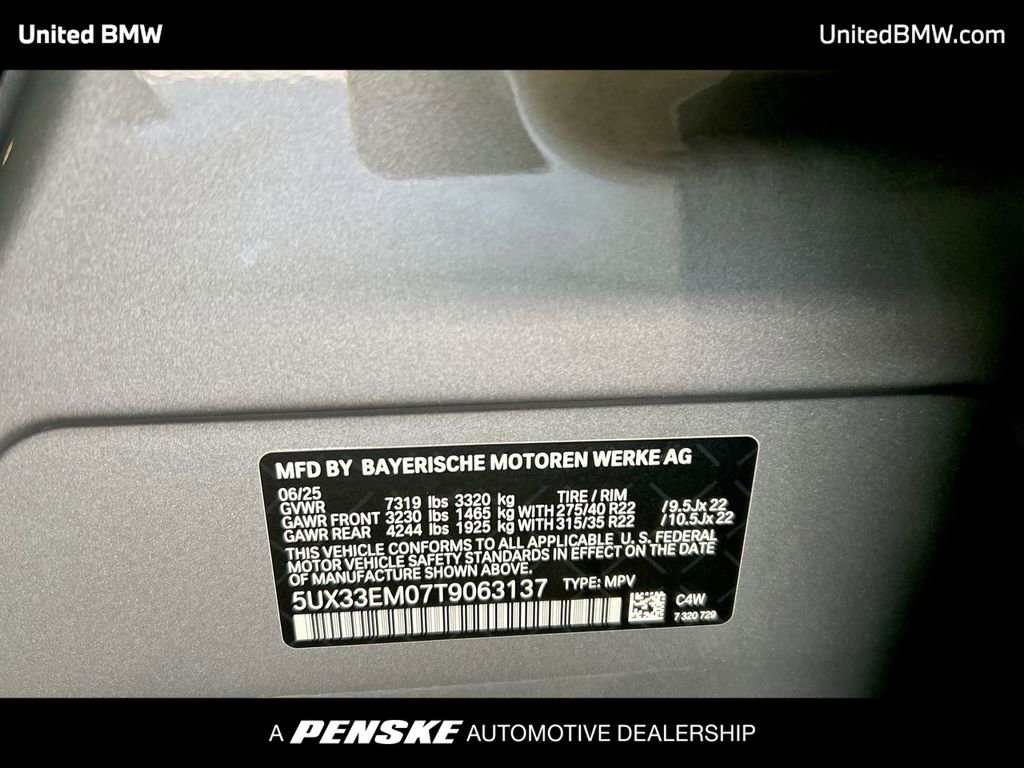 United BMW
UnitedBMW.com
MFD BY BAYERISCHE MOTOREN WERKE AG
06/25
GVWR 7319 lbs 3320 kg TIRE / RIM
GAWR FRONT 3230 lbs 1465 kg WITH 275/40 R22 /9.5Jx22
GAWR REAR 4244 lbs 1925 kg WITH 315/35 R22 /10.5Jx22
THIS VEHICLE CONFORMS TO ALL APPLICABLE U. S. FEDERAL
MOTOR VEHICLE SAFETY STANDARDS IN EFFECT ON THE DATE
OF MANUFACTURE SHOWN ABOVE.
5UX33EM07T9063137 TYPE: MPV
C4W
7 320 729
A PENSKE AUTOMOTIVE DEALERSHIP